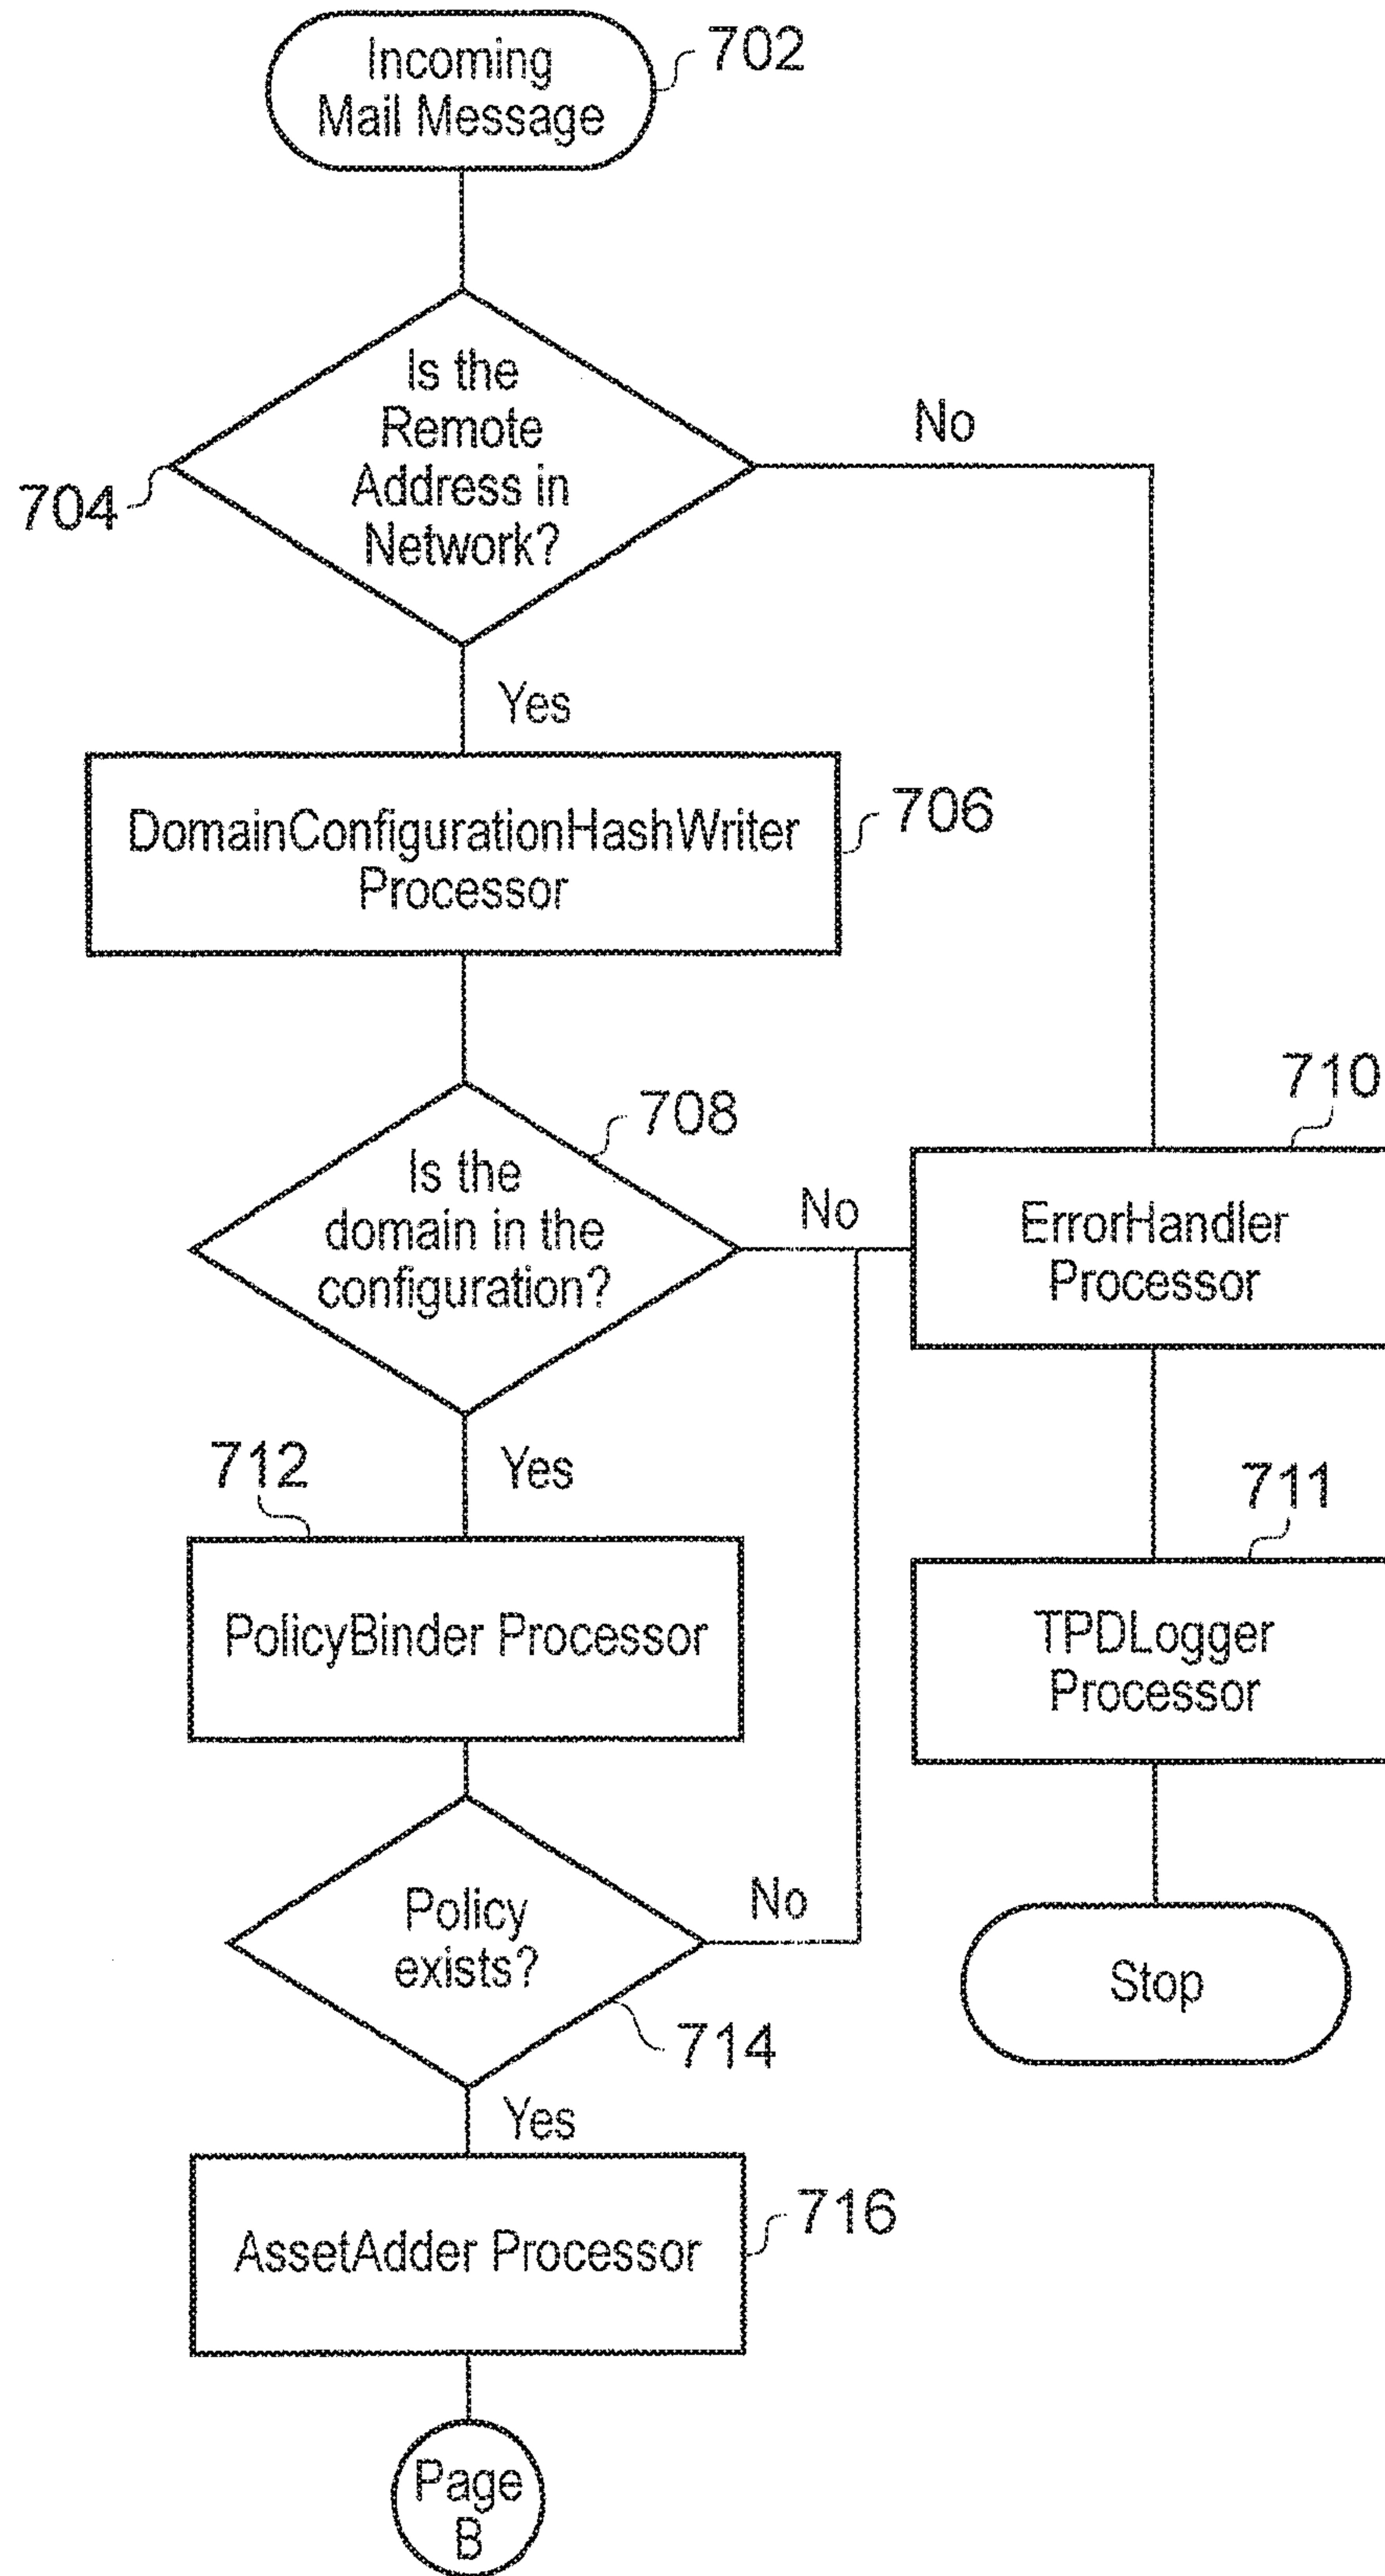 Incoming
Mail Message
702
Is the
Remote
Address in
Network?
704
No
Yes
DomainConfigurationHashWriter
Processor
706
Is the
domain in the
configuration?
708
No
710
ErrorHandler
Processor
Yes
712
PolicyBinder Processor
711
TPDLogger
Processor
Policy
exists?
No
714
Stop
Yes
AssetAdder Processor
716
Page
B